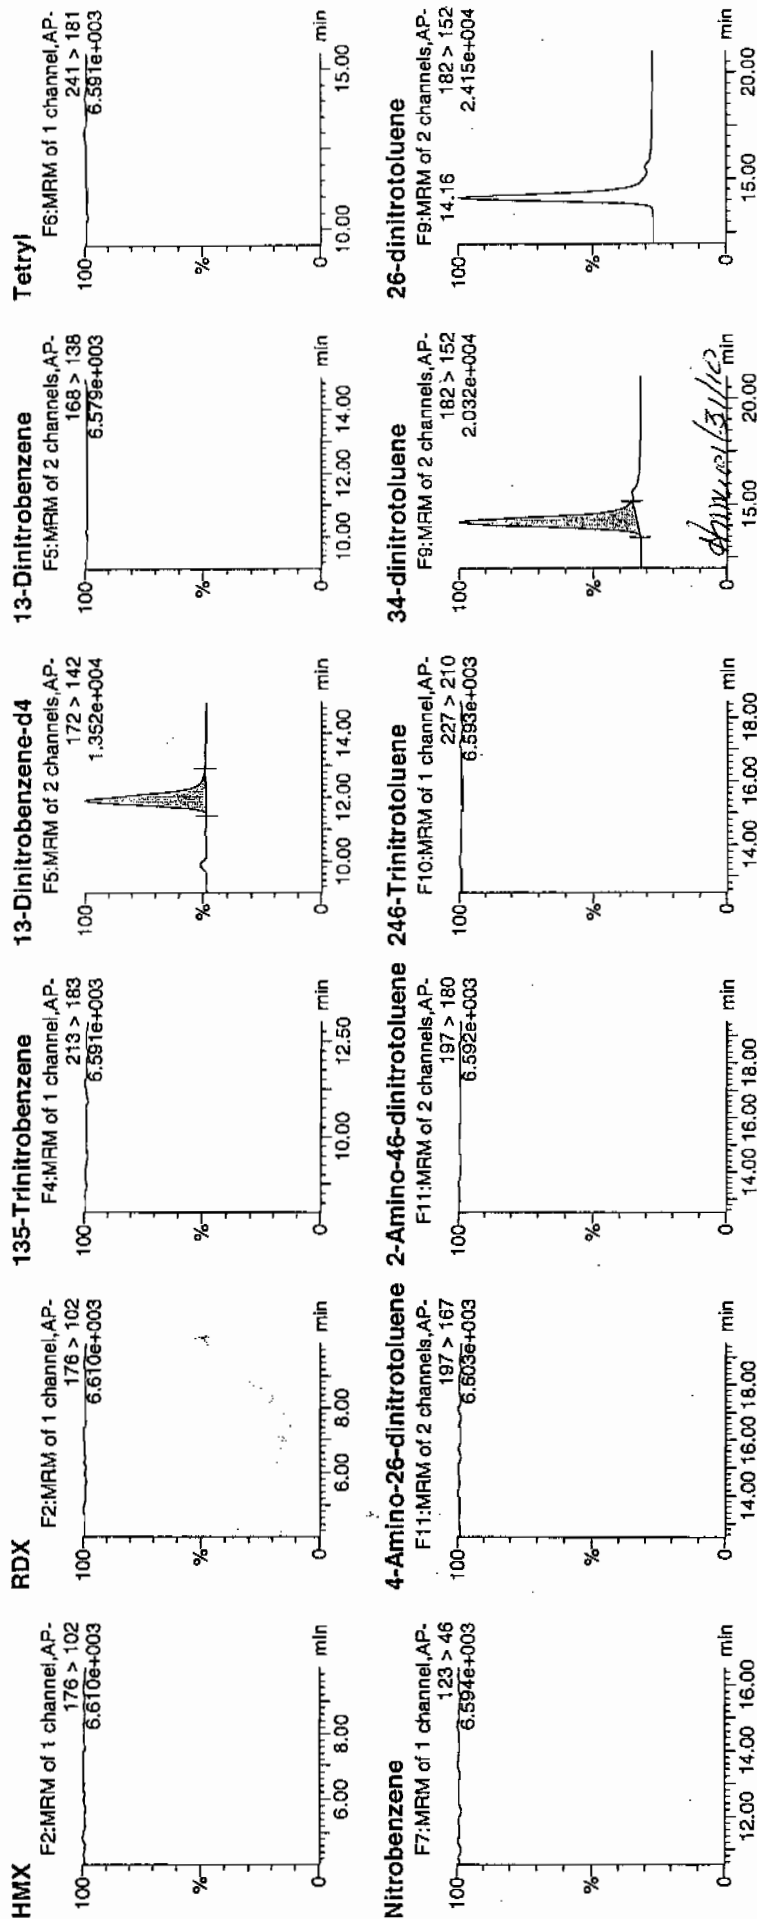 HMX
F2:MRM of 1 channel,AP-
176 > 102
6.610e+003
100
%
0
6.00 8.00 min
RDX
F2:MRM of 1 channel,AP-
176 > 102
6.610e+003
100
%
0
6.00 8.00 min
135-Trinitrobenzene
F4:MRM of 1 channel,AP-
213 > 183
6.591e+003
100
%
0
10.00 12.50 min
13-Dinitrobenzene-d4
F5:MRM of 2 channels,AP-
172 > 142
1.352e+004
100
%
0
10.00 12.00 14.00 min
13-Dinitrobenzene
F5:MRM of 2 channels,AP-
168 > 138
6.579e+003
100
%
0
10.00 12.00 14.00 min
Tetryl
F6:MRM of 1 channel,AP-
241 > 181
6.591e+003
100
%
0
10.00 15.00 min
Nitrobenzene
F7:MRM of 1 channel,AP-
123 > 46
6.594e+003
100
%
0
12.00 14.00 16.00 min
4-Amino-26-dinitrotoluene
F11:MRM of 2 channels,AP-
197 > 167
6.603e+003
100
%
0
14.00 16.00 18.00 min
2-Amino-46-dinitrotoluene
F11:MRM of 2 channels,AP-
197 > 180
6.592e+003
100
%
0
14.00 16.00 18.00 min
246-Trinitrotoluene
F10:MRM of 1 channel,AP-
227 > 210
6.593e+003
100
%
0
14.00 16.00 18.00 min
34-dinitrotoluene
F9:MRM of 2 channels,AP-
182 > 152
2.032e+004
100
%
0
15.00 20.00 min
26-dinitrotoluene
F9:MRM of 2 channels,AP-
14.16 182 > 152
2.415e+004
100
%
0
15.00 20.00 min